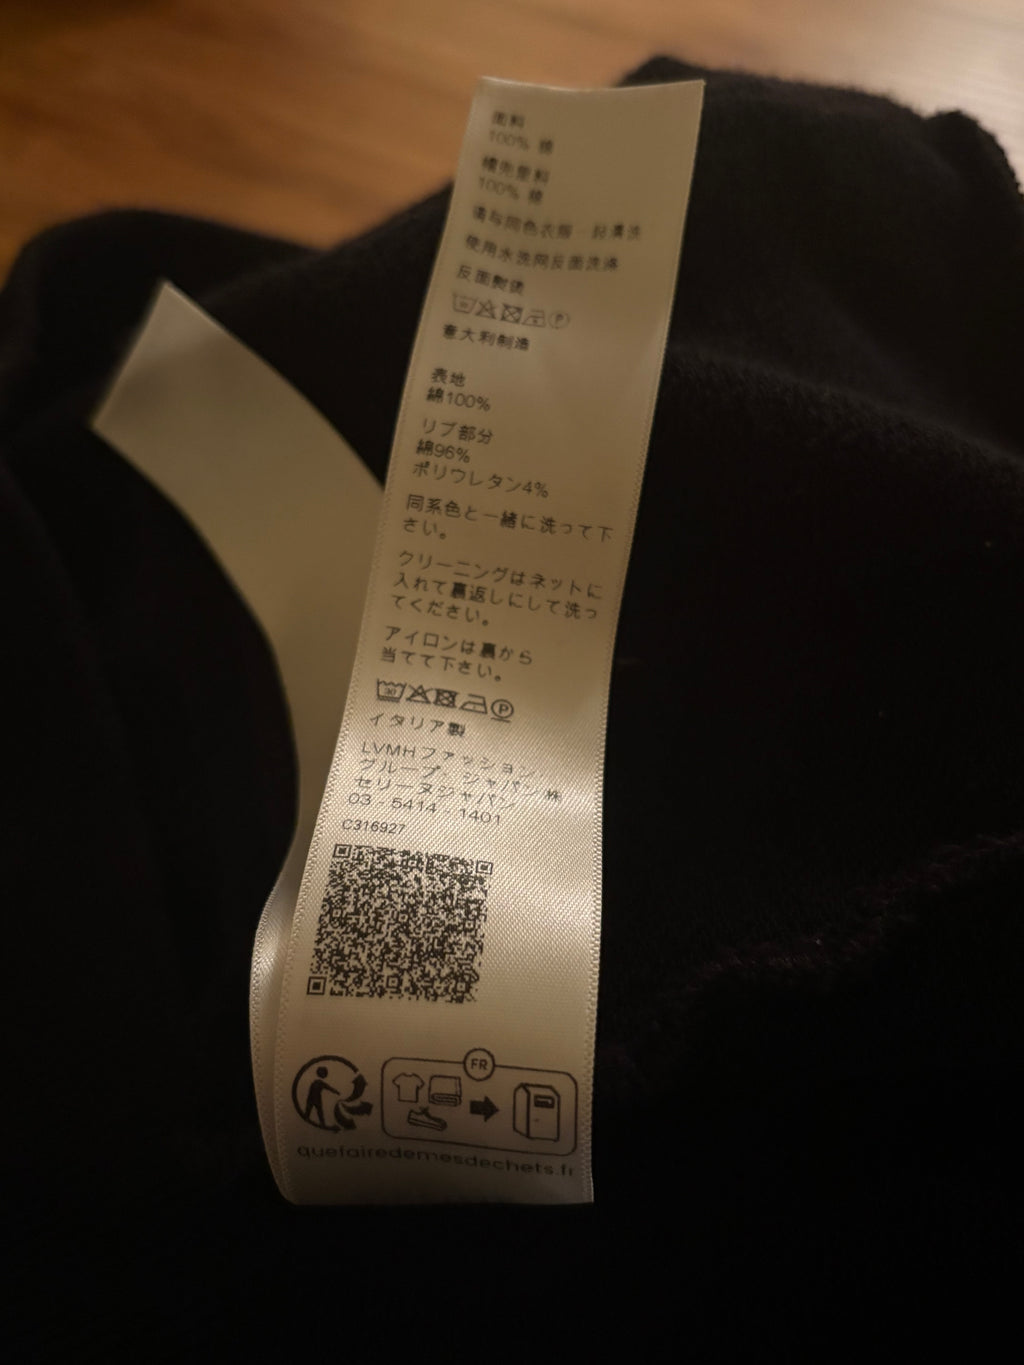 面料
100% 棉
罗纹面料
100% 棉
请与同色衣服一起清洗
使用水洗网反面洗涤
反面熨烫
意大利制造
表地
綿100%
リブ部分
綿96%
ポリウレタン4%
同系色と一緒に洗って下
さい。
クリーニングはネットに
入れて裏返しにして洗っ
てください。
アイロンは裏から
当てて下さい。
30 P
イタリア製
LVMHファッション・
グループ・ジャパン株
セリーヌジャパン
03 - 5414 - 1401
C316927
FR
quefairedemesdechets.fr